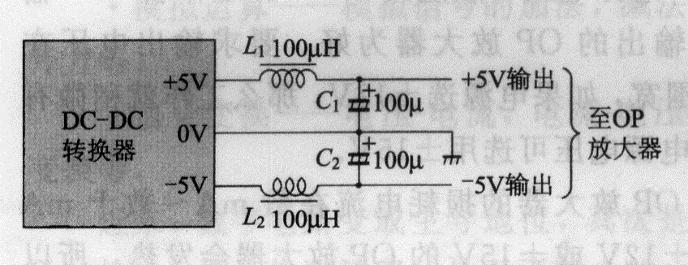 L₁ 100μH
+5V
+5V输出
C₁ + 100μ
DC-DC
转换器
0V
至OP
放大器
C₂ + 100μ
-5V
-5V输出
L₂ 100μH